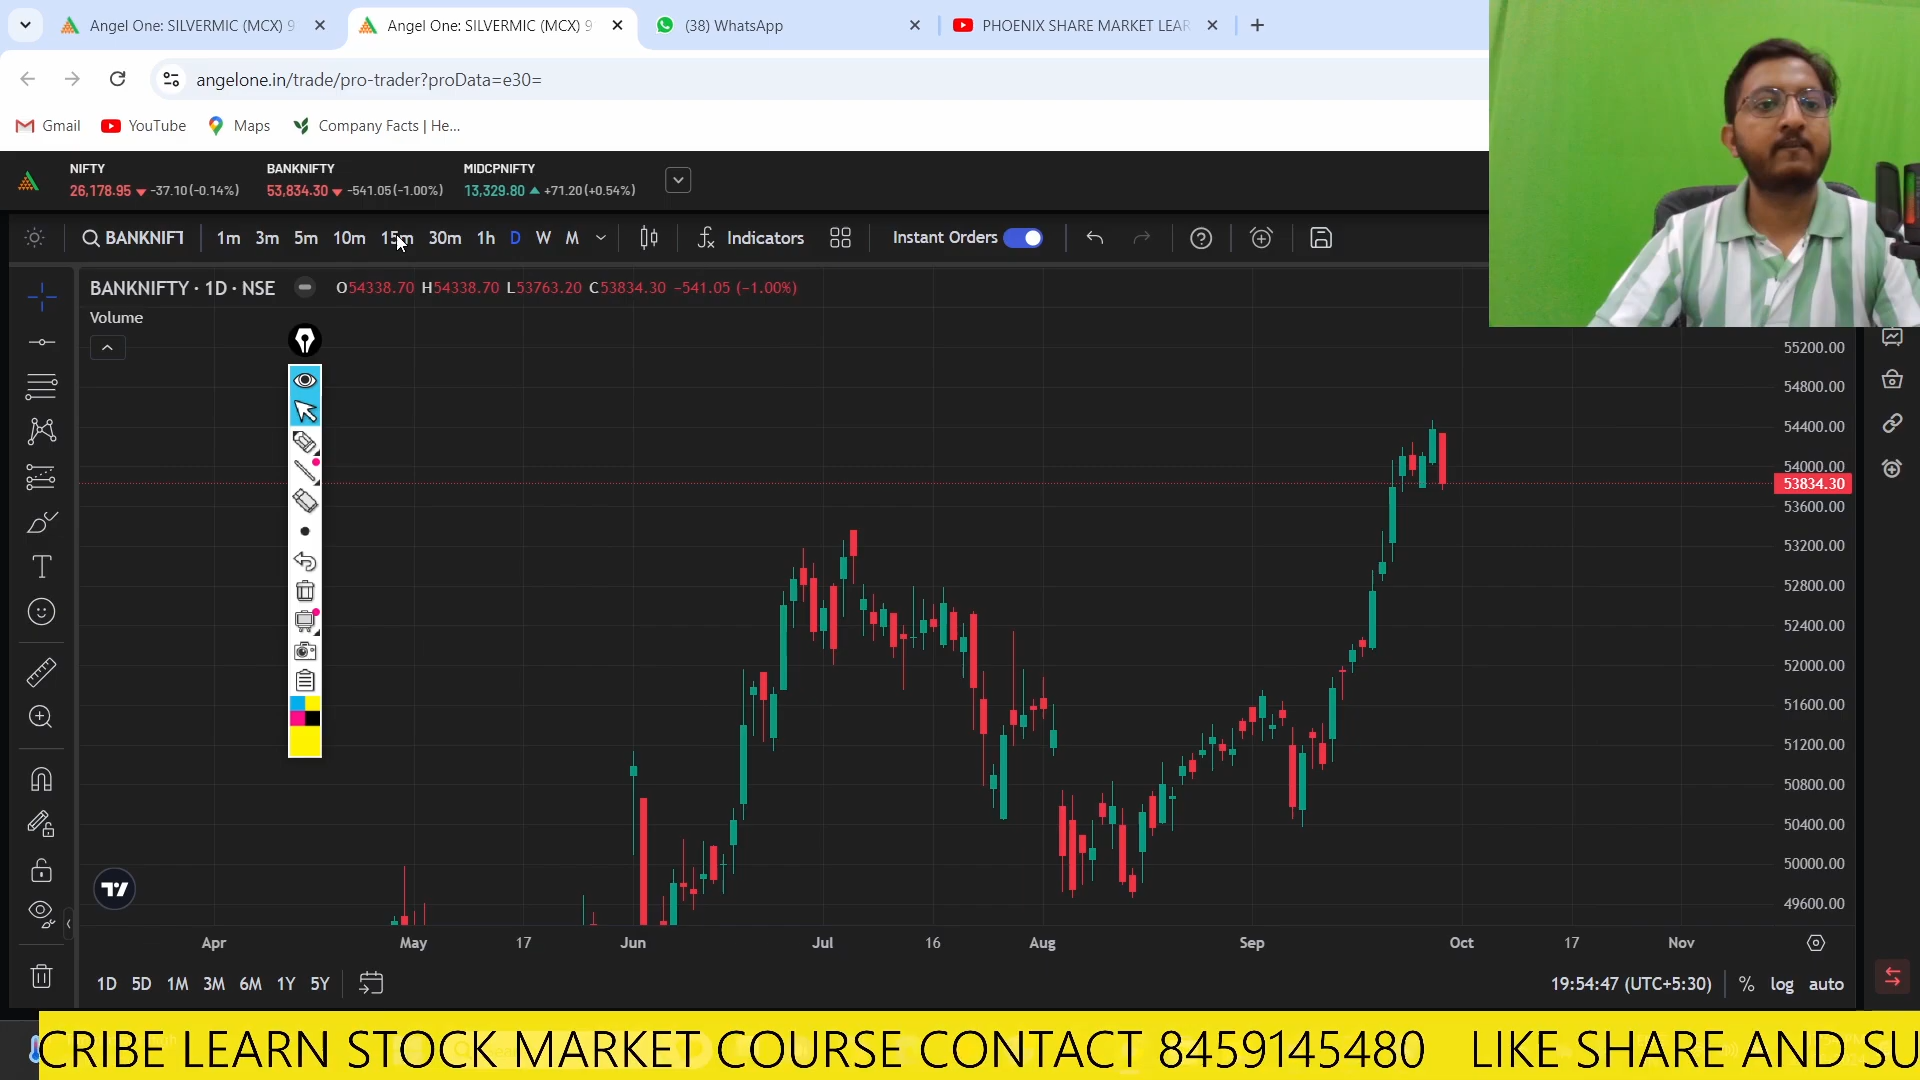 Angel One: SILVERMIC (MCX) 9
Angel One: SILVERMIC (MCX) 9
(38) WhatsApp
PHOENIX SHARE MARKET LEAR
angelone.in/trade/pro-trader?proData=e30=
Gmail
YouTube
Maps
Company Facts | He...
NIFTY
26,178.95 -37.10(-0.14%)
BANKNIFTY
53,834.30 -541.05(-1.00%)
MIDCPNIFTY
13,329.80 +71.20(+0.54%)
BANKNIFT 1m 3m 5m 10m 15m 30m 1h D W M Indicators Instant Orders
BANKNIFTY · 1D · NSE O54338.70 H54338.70 L53763.20 C53834.30 −541.05 (−1.00%)
Volume
55200.00
54800.00
54400.00
54000.00
53834.30
53600.00
53200.00
52800.00
52400.00
52000.00
51600.00
51200.00
50800.00
50400.00
50000.00
49600.00
Apr May 17 Jun Jul 16 Aug Sep Oct 17 Nov
1D 5D 1M 3M 6M 1Y 5Y 19:54:47 (UTC+5:30) % log auto
CRIBE LEARN STOCK MARKET COURSE CONTACT 8459145480 LIKE SHARE AND SU